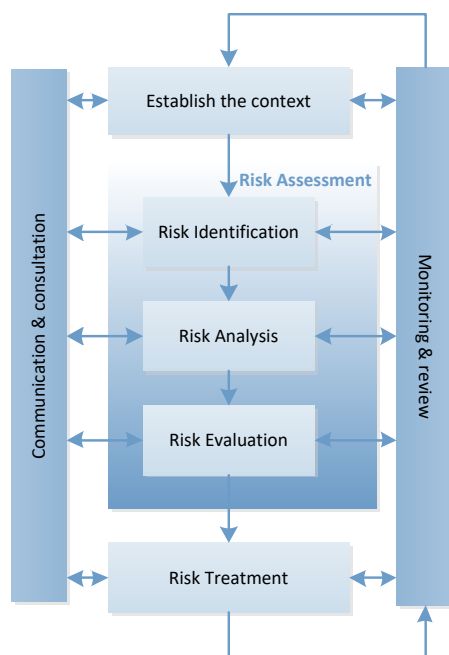 Establish the context
Risk Assessment
Risk Identification
Communication & consultation
Monitoring & review
Risk Analysis
Risk Evaluation
Risk Treatment